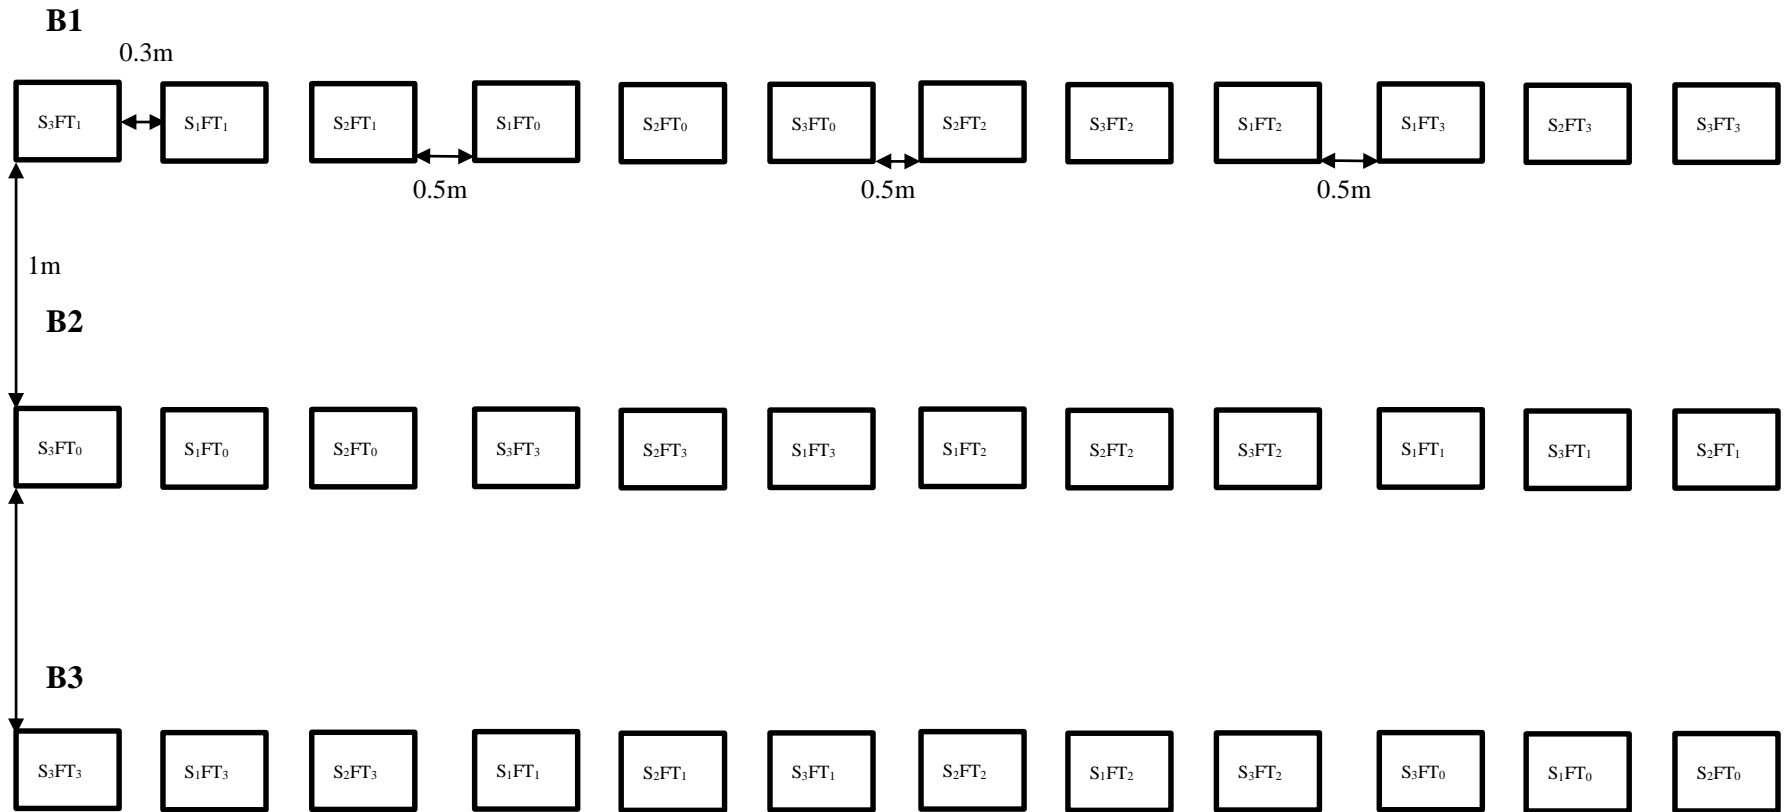 B1
0.3m
S₃FT₁ S₁FT₁ S₂FT₁ S₁FT₀ S₂FT₀ S₃FT₀ S₂FT₂ S₃FT₂ S₁FT₂ S₁FT₃ S₂FT₃ S₃FT₃
0.5m 0.5m 0.5m
1m
B2
S₃FT₀ S₁FT₀ S₂FT₀ S₃FT₃ S₂FT₃ S₁FT₃ S₁FT₂ S₂FT₂ S₃FT₂ S₁FT₁ S₃FT₁ S₂FT₁
B3
S₃FT₃ S₁FT₃ S₂FT₃ S₁FT₁ S₂FT₁ S₃FT₁ S₂FT₂ S₁FT₂ S₃FT₂ S₃FT₀ S₁FT₀ S₂FT₀